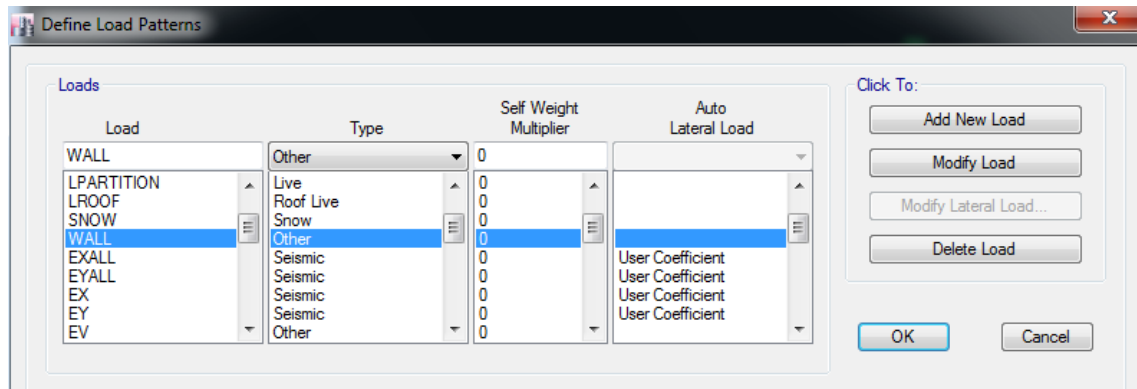 Define Load Patterns
Loads
Click To:
Load Type Self Weight Multiplier Auto Lateral Load
WALL Other 0
LPARTITION Live 0
LROOF Roof Live 0
SNOW Snow 0
WALL Other 0
EXALL Seismic 0 User Coefficient
EYALL Seismic 0 User Coefficient
EX Seismic 0 User Coefficient
EY Seismic 0 User Coefficient
EV Other 0
Add New Load
Modify Load
Modify Lateral Load...
Delete Load
OK Cancel